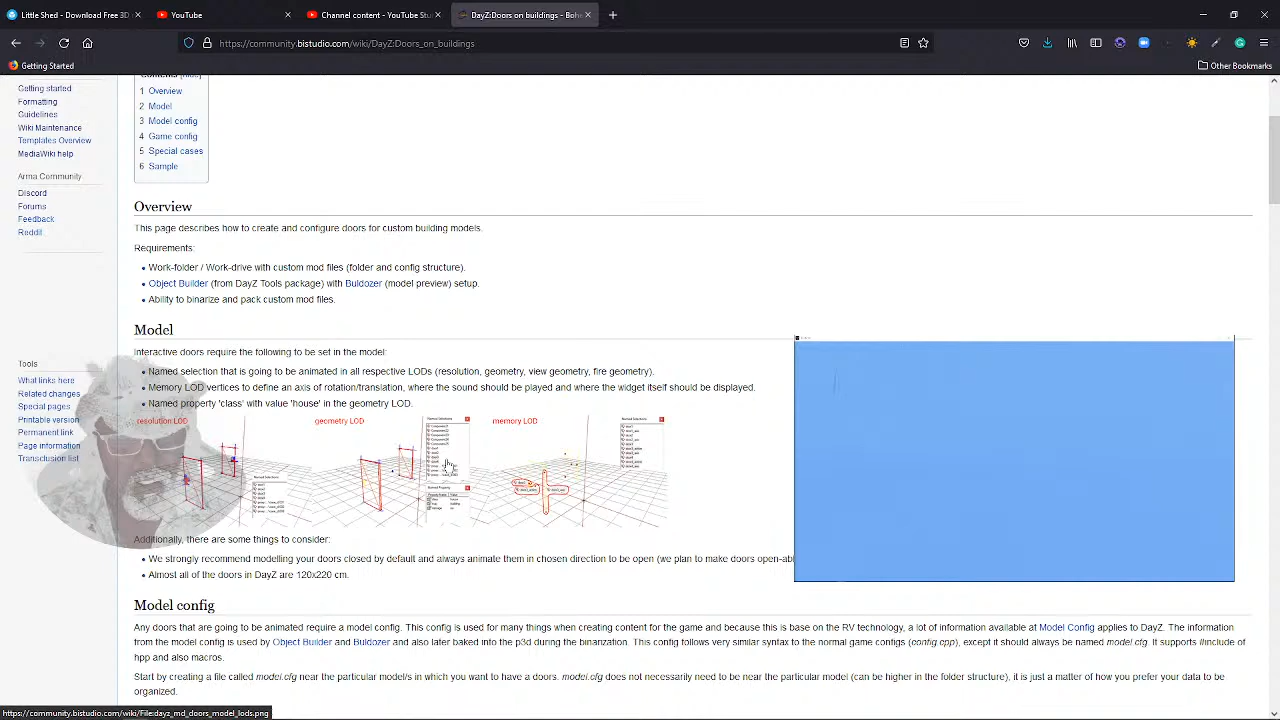 Little Shed - Download Free 3D
YouTube
Channel content - YouTube Stu
DayZ:Doors on buildings - Bohe
https://community.bistudio.com/wiki/DayZ:Doors_on_buildings
Getting Started
Other Bookmarks
Getting started
Formatting
Guidelines
Wiki Maintenance
Templates Overview
MediaWiki help
Arma Community
Discord
Forums
Feedback
Reddit
Tools
What links here
Related changes
Special pages
Printable version
Permanent link
Page information
Transclusion list
Contents [hide]
1 Overview
2 Model
3 Model config
4 Game config
5 Special cases
6 Sample
Overview
This page describes how to create and configure doors for custom building models.
Requirements:
Work-folder / Work-drive with custom mod files (folder and config structure).
Object Builder (from DayZ Tools package) with Buldozer (model preview) setup.
Ability to binarize and pack custom mod files.
Model
Interactive doors require the following to be set in the model:
Named selection that is going to be animated in all respective LODs (resolution, geometry, view geometry, fire geometry).
Memory LOD vertices to define an axis of rotation/translation, where the sound should be played and where the widget itself should be displayed.
Named property 'class' with value 'house' in the geometry LOD.
resolution LOD
geometry LOD
memory LOD
Additionally, there are some things to consider:
We strongly recommend modelling your doors closed by default and always animate them in chosen direction to be open (we plan to make doors open-abl
Almost all of the doors in DayZ are 120x220 cm.
Model config
Any doors that are going to be animated require a model config. This config is used for many things when creating content for the game and because this is base on the RV technology, a lot of information available at Model Config applies to DayZ. The information
from the model config is used by Object Builder and Buldozer and also later baked into the p3d during the binarization. This config follows very similar syntax to the normal game configs (config.cpp), except it should always be named model.cfg. It supports #include of
hpp and also macros.
Start by creating a file called model.cfg near the particular model/s in which you want to have a doors. model.cfg does not necessarily need to be near the particular model (can be higher in the folder structure), it is just a matter of how you prefer your data to be
organized.
https://community.bistudio.com/wiki/File:dayz_md_doors_model_lods.png